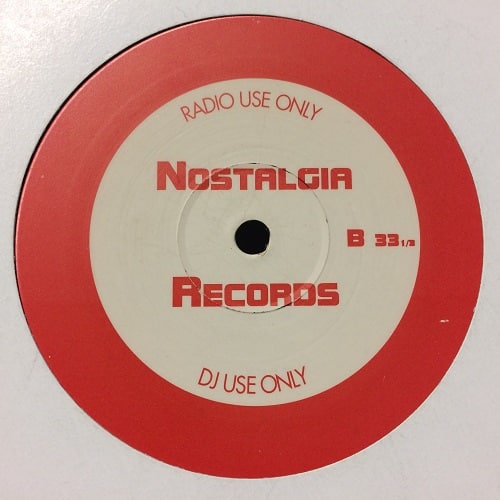 RADIO USE ONLY
NOSTALGIA
B 33 1/3
RECORDS
DJ USE ONLY